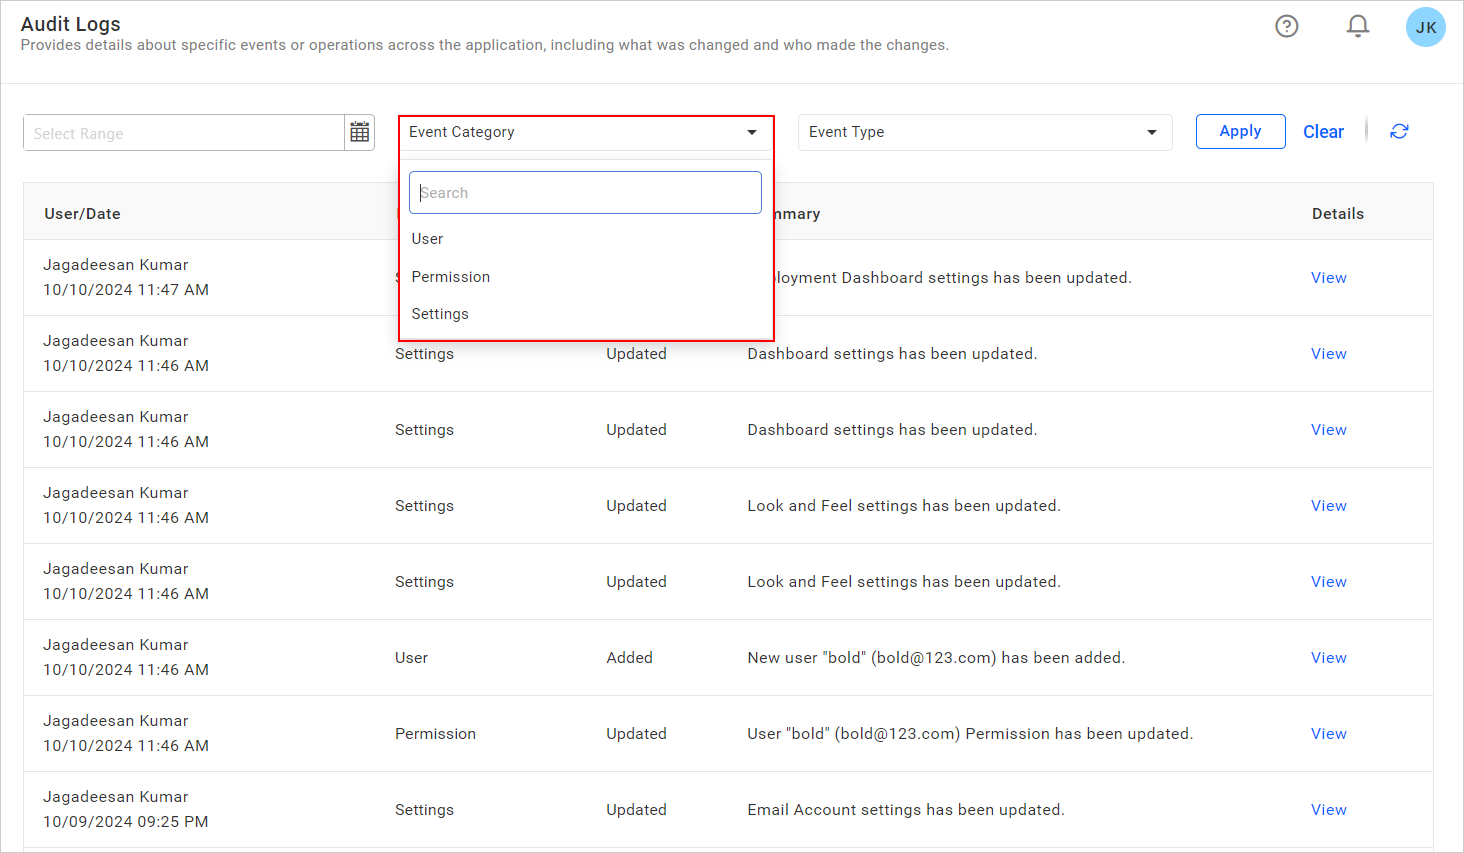 Audit Logs
Provides details about specific events or operations across the application, including what was changed and who made the changes.
JK
Select Range
Event Category
Event Type
Apply
Clear
Search
User
Permission
Settings
User/Date
mmary
Details
Jagadeesan Kumar
10/10/2024 11:47 AM
loyment Dashboard settings has been updated.
View
Jagadeesan Kumar
10/10/2024 11:46 AM
Settings
Updated
Dashboard settings has been updated.
View
Jagadeesan Kumar
10/10/2024 11:46 AM
Settings
Updated
Dashboard settings has been updated.
View
Jagadeesan Kumar
10/10/2024 11:46 AM
Settings
Updated
Look and Feel settings has been updated.
View
Jagadeesan Kumar
10/10/2024 11:46 AM
Settings
Updated
Look and Feel settings has been updated.
View
Jagadeesan Kumar
10/10/2024 11:46 AM
User
Added
New user "bold" (bold@123.com) has been added.
View
Jagadeesan Kumar
10/10/2024 11:46 AM
Permission
Updated
User "bold" (bold@123.com) Permission has been updated.
View
Jagadeesan Kumar
10/09/2024 09:25 PM
Settings
Updated
Email Account settings has been updated.
View